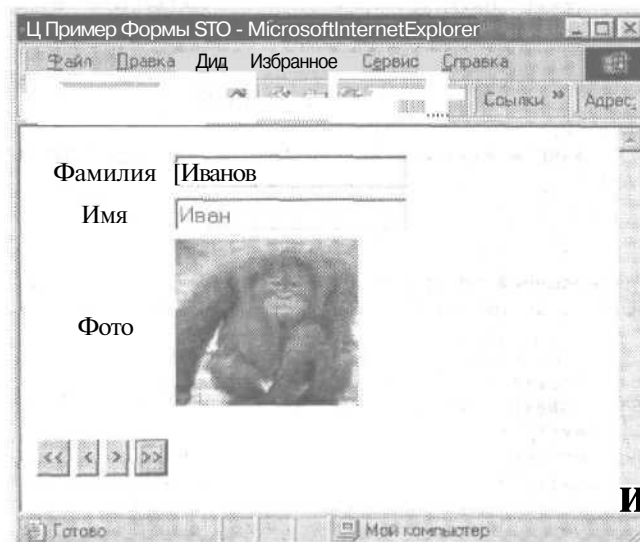 Ц Пример Формы STO - MicrosoftInternetExplorer
Файл Правка Дид Избранное Сервис Справка
Ссылки » Адрес
Фамилия [Иванов
Имя Иван
Фото
<< < > >>
И
Готово Мой компьютер